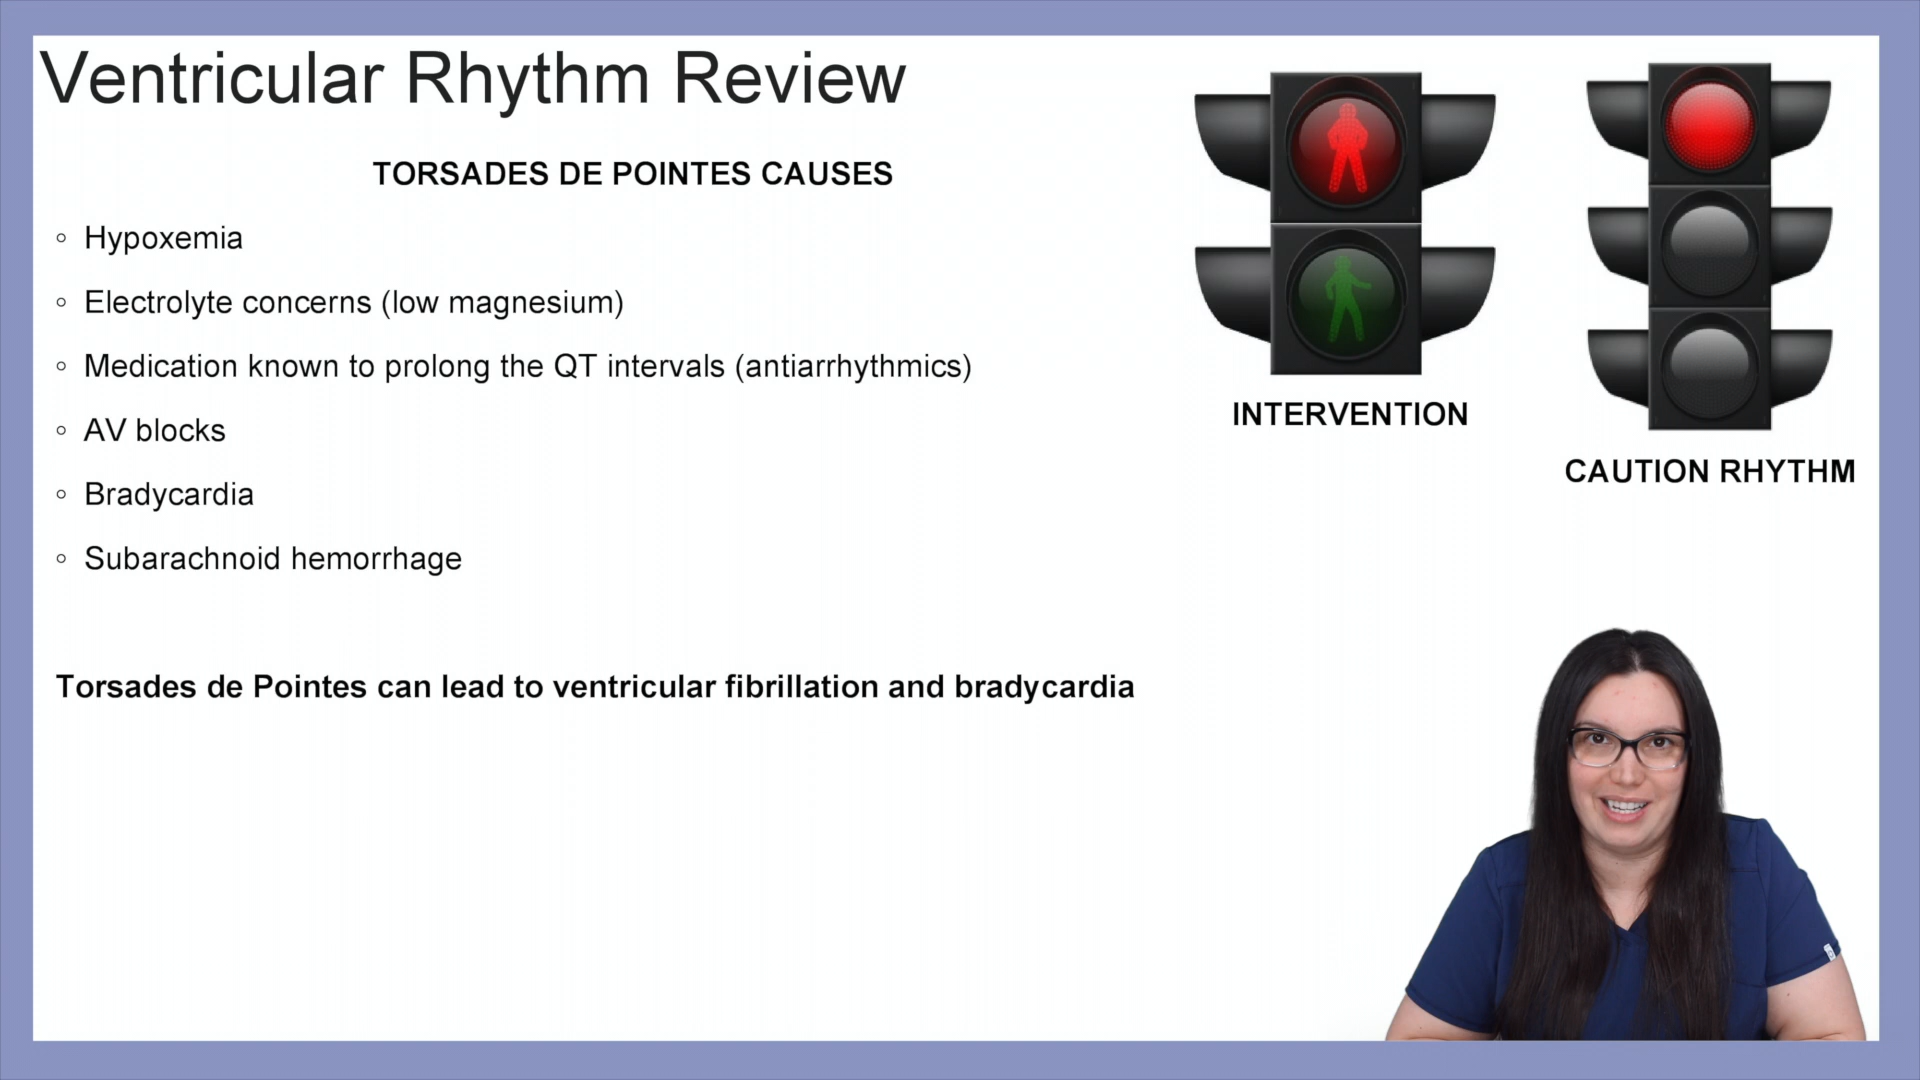 Ventricular Rhythm Review
TORSADES DE POINTES CAUSES
Hypoxemia
Electrolyte concerns (low magnesium)
Medication known to prolong the QT intervals (antiarrhythmics)
AV blocks
Bradycardia
Subarachnoid hemorrhage
Torsades de Pointes can lead to ventricular fibrillation and bradycardia
INTERVENTION
CAUTION RHYTHM